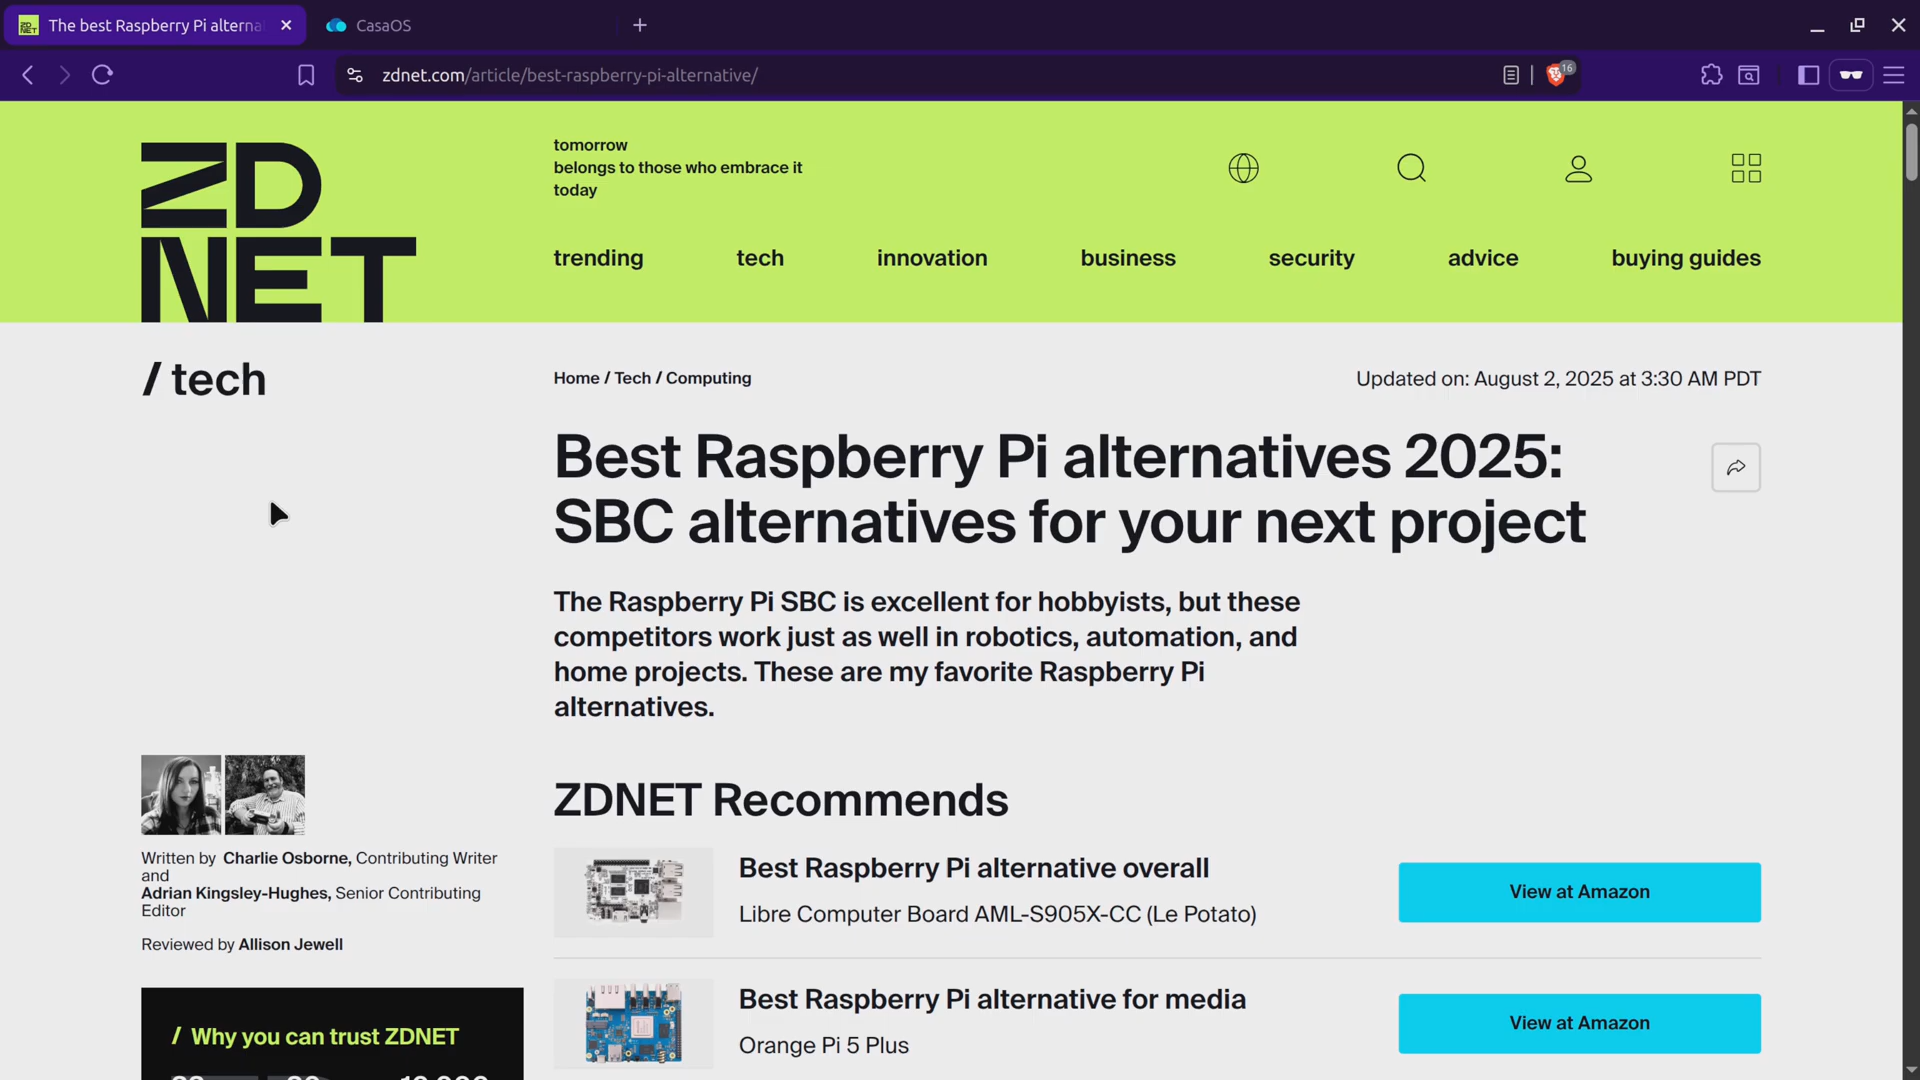 The best Raspberry Pi alterna
CasaOS
zdnet.com/article/best-raspberry-pi-alternative/
16
ZD
NET
tomorrow
belongs to those who embrace it
today
trending
tech
innovation
business
security
advice
buying guides
/ tech
Home / Tech / Computing
Updated on: August 2, 2025 at 3:30 AM PDT
Best Raspberry Pi alternatives 2025:
SBC alternatives for your next project
The Raspberry Pi SBC is excellent for hobbyists, but these
competitors work just as well in robotics, automation, and
home projects. These are my favorite Raspberry Pi
alternatives.
Written by Charlie Osborne, Contributing Writer
and
Adrian Kingsley-Hughes, Senior Contributing
Editor
Reviewed by Allison Jewell
/ Why you can trust ZDNET
ZDNET Recommends
Best Raspberry Pi alternative overall
Libre Computer Board AML-S905X-CC (Le Potato)
View at Amazon
Best Raspberry Pi alternative for media
Orange Pi 5 Plus
View at Amazon